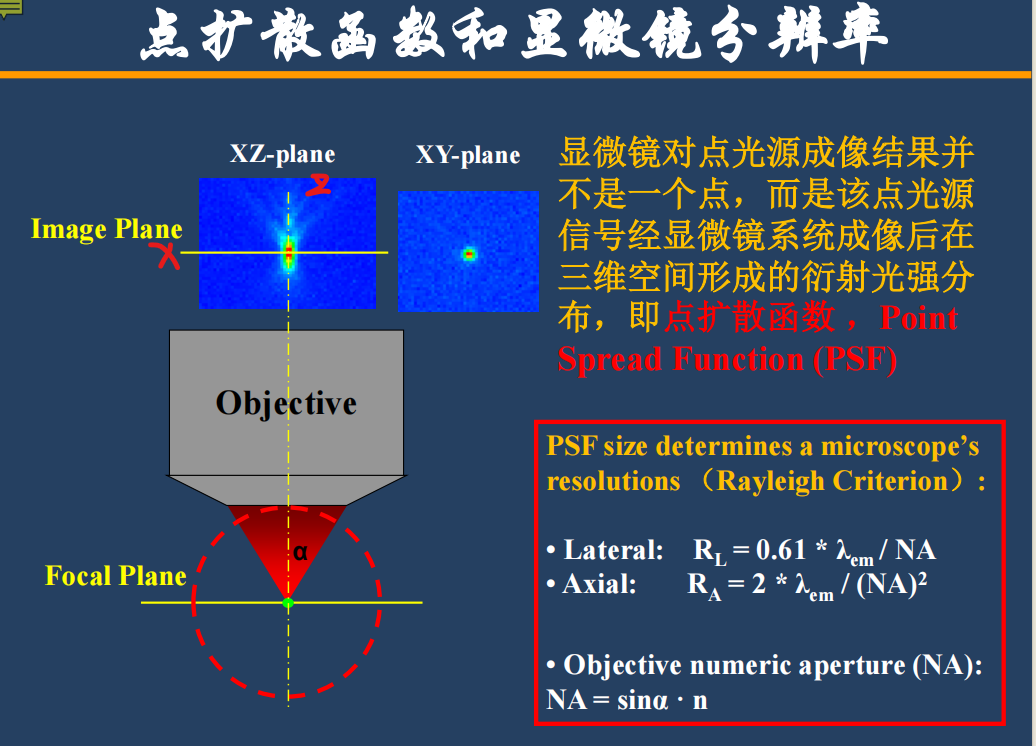 点扩散函数和显微镜分辨率
XZ-plane
XY-plane
Z
Image Plane
X
显微镜对点光源成像结果并
不是一个点，而是该点光源
信号经显微镜系统成像后在
三维空间形成的衍射光强分
布，即点扩散函数 ，Point
Spread Function (PSF)
Objective
α
Focal Plane
PSF size determines a microscope’s
resolutions （Rayleigh Criterion）:
• Lateral: R_L = 0.61 * λ_em / NA
• Axial: R_A = 2 * λ_em / (NA)²
• Objective numeric aperture (NA):
NA = sinα · n